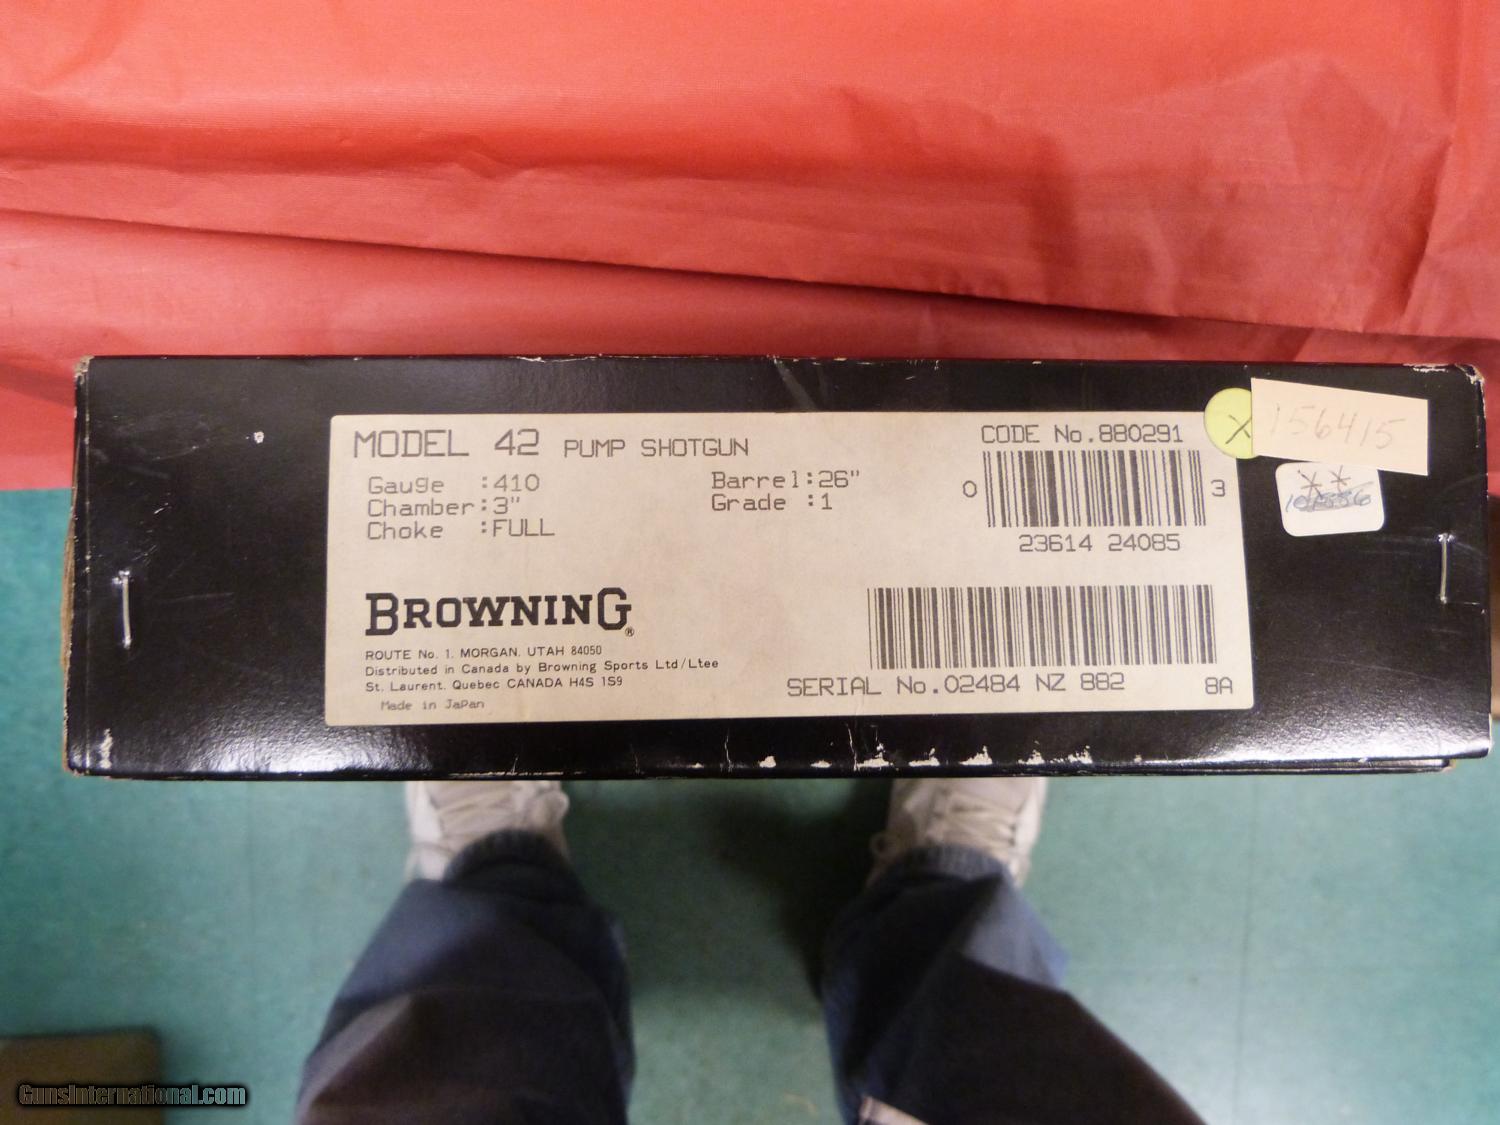 MODEL 42 PUMP SHOTGUN
Gauge :410
Chamber:3"
Choke :FULL
Barrel:26"
Grade :1
CODE No.880291
0 3
23614 24085
X
156415
**
BROWNING®
ROUTE No. 1, MORGAN, UTAH 84050
Distributed in Canada by Browning Sports Ltd/Ltee
St. Laurent, Quebec CANADA H4S 1S9
Made in Japan
SERIAL No.02484 NZ 882
8A
GunsInternational.com